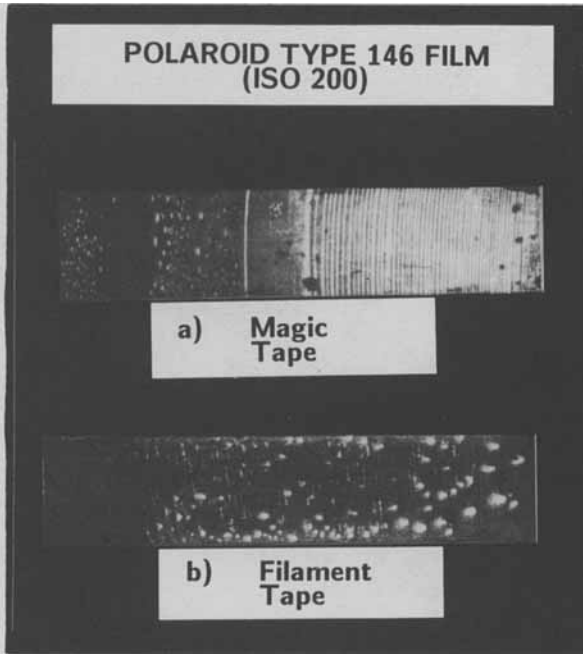 POLAROID TYPE 146 FILM
(ISO 200)
a) Magic
Tape
b) Filament
Tape